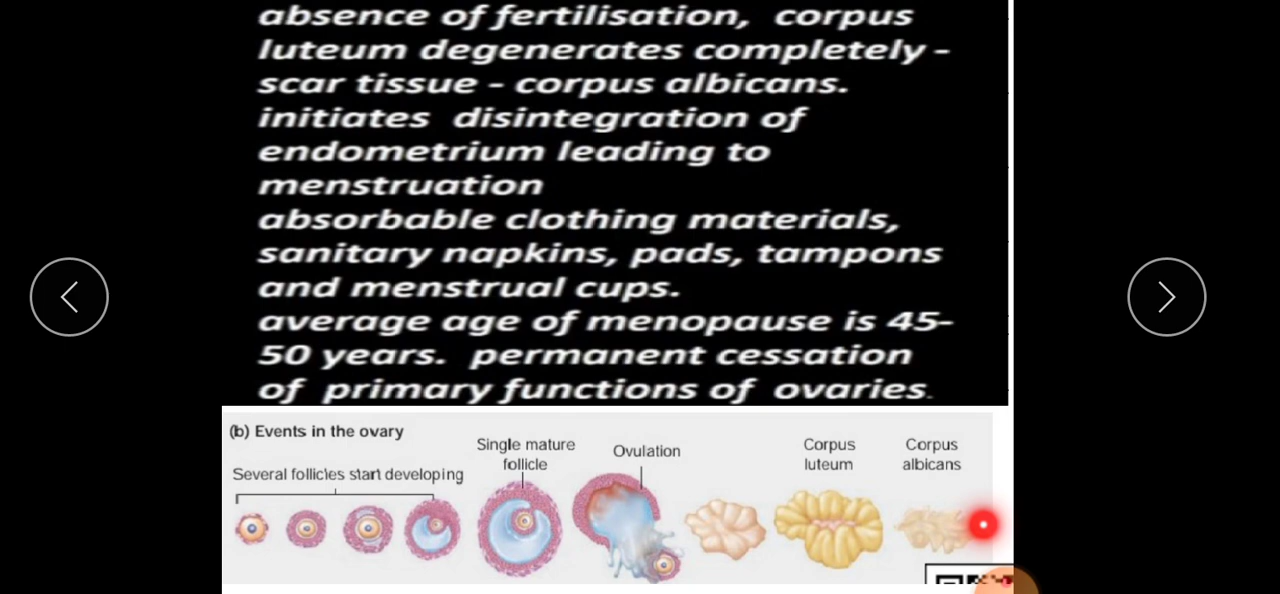 absence of fertilisation, corpus
luteum degenerates completely -
scar tissue - corpus albicans.
initiates disintegration of
endometrium leading to
menstruation
absorbable clothing materials,
sanitary napkins, pads, tampons
and menstrual cups.
average age of menopause is 45-
50 years. permanent cessation
of primary functions of ovaries.
(b) Events in the ovary
Several follicles start developing
Single mature
follicle
Ovulation
Corpus
luteum
Corpus
albicans